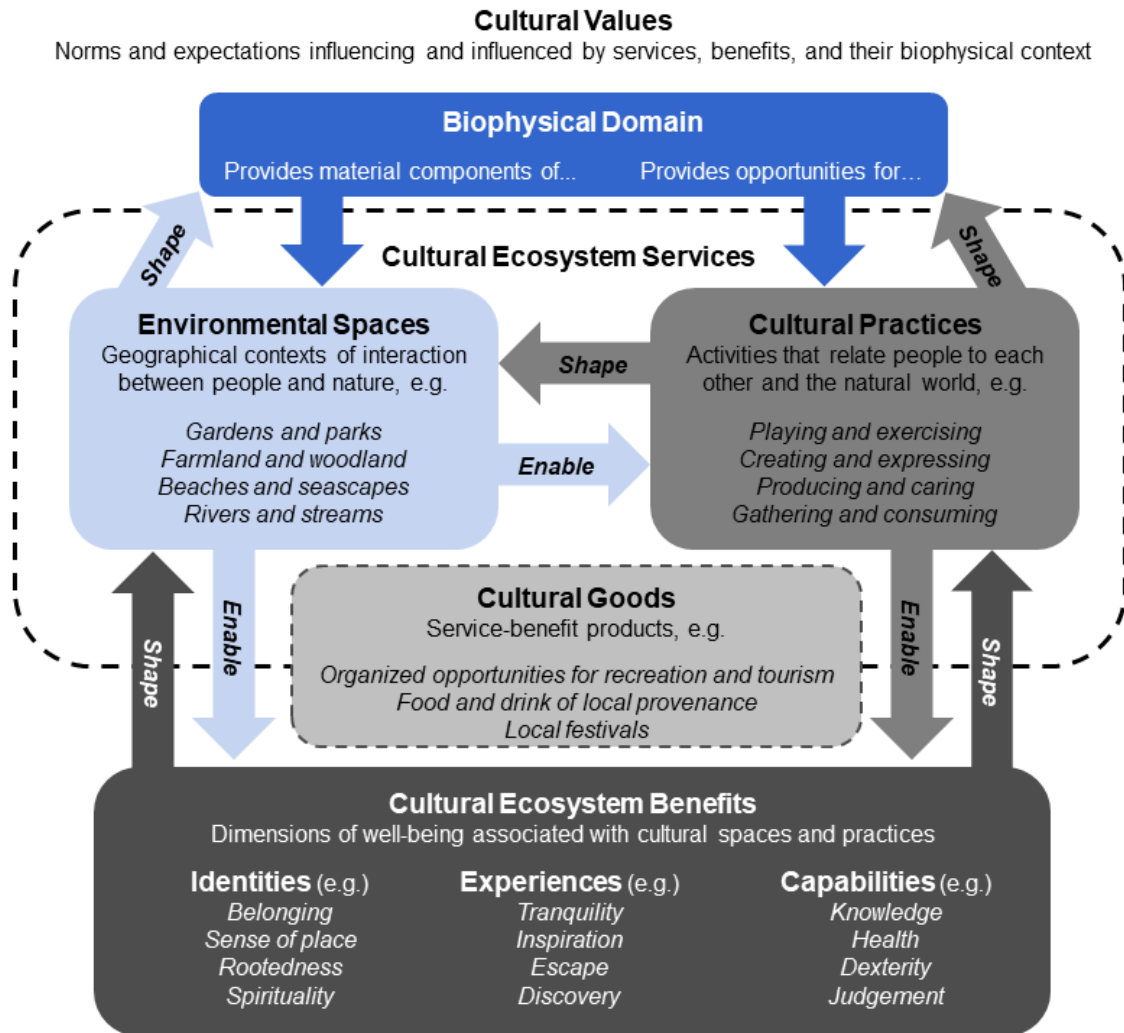 Cultural Values
Norms and expectations influencing and influenced by services, benefits, and their biophysical context
Biophysical Domain
Provides material components of...
Provides opportunities for…
Shape
Shape
Cultural Ecosystem Services
Environmental Spaces
Geographical contexts of interaction
between people and nature, e.g.
Gardens and parks
Farmland and woodland
Beaches and seascapes
Rivers and streams
Shape
Enable
Cultural Practices
Activities that relate people to each
other and the natural world, e.g.
Playing and exercising
Creating and expressing
Producing and caring
Gathering and consuming
Shape
Enable
Cultural Goods
Service-benefit products, e.g.
Organized opportunities for recreation and tourism
Food and drink of local provenance
Local festivals
Enable
Shape
Cultural Ecosystem Benefits
Dimensions of well-being associated with cultural spaces and practices
Identities (e.g.)
Belonging
Sense of place
Rootedness
Spirituality
Experiences (e.g.)
Tranquility
Inspiration
Escape
Discovery
Capabilities (e.g.)
Knowledge
Health
Dexterity
Judgement